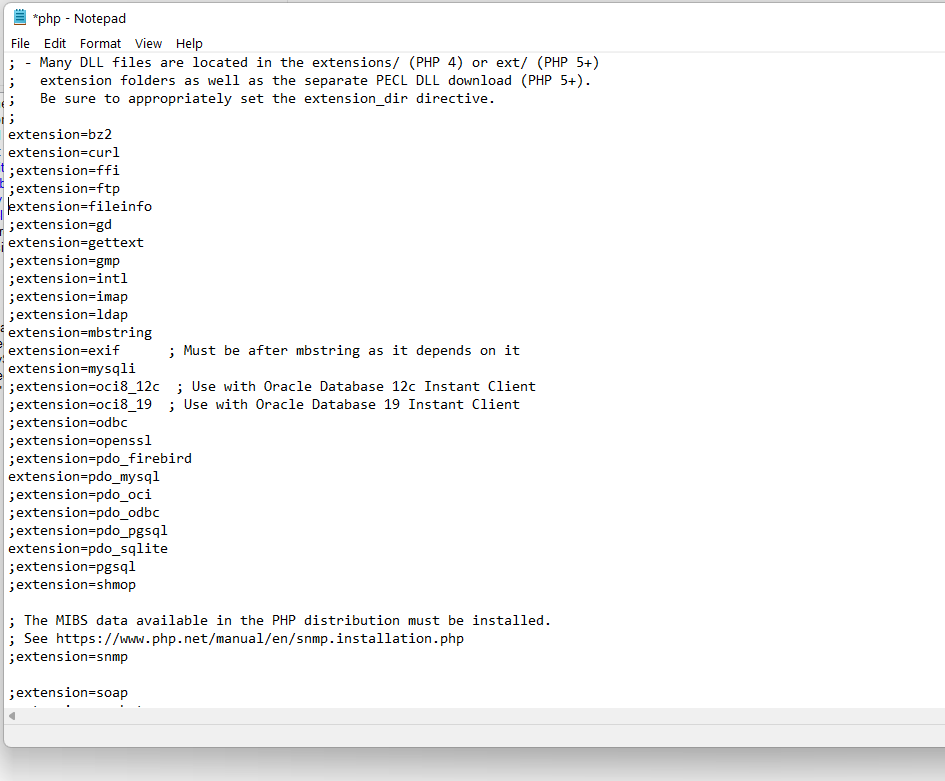 *php - Notepad
File Edit Format View Help
; - Many DLL files are located in the extensions/ (PHP 4) or ext/ (PHP 5+)
;   extension folders as well as the separate PECL DLL download (PHP 5+).
;   Be sure to appropriately set the extension_dir directive.
;
extension=bz2
extension=curl
;extension=ffi
;extension=ftp
extension=fileinfo
;extension=gd
extension=gettext
;extension=gmp
;extension=intl
;extension=imap
;extension=ldap
extension=mbstring
extension=exif      ; Must be after mbstring as it depends on it
extension=mysqli
;extension=oci8_12c  ; Use with Oracle Database 12c Instant Client
;extension=oci8_19  ; Use with Oracle Database 19 Instant Client
;extension=odbc
;extension=openssl
;extension=pdo_firebird
extension=pdo_mysql
;extension=pdo_oci
;extension=pdo_odbc
;extension=pdo_pgsql
extension=pdo_sqlite
;extension=pgsql
;extension=shmop
; The MIBS data available in the PHP distribution must be installed.
; See https://www.php.net/manual/en/snmp.installation.php
;extension=snmp
;extension=soap